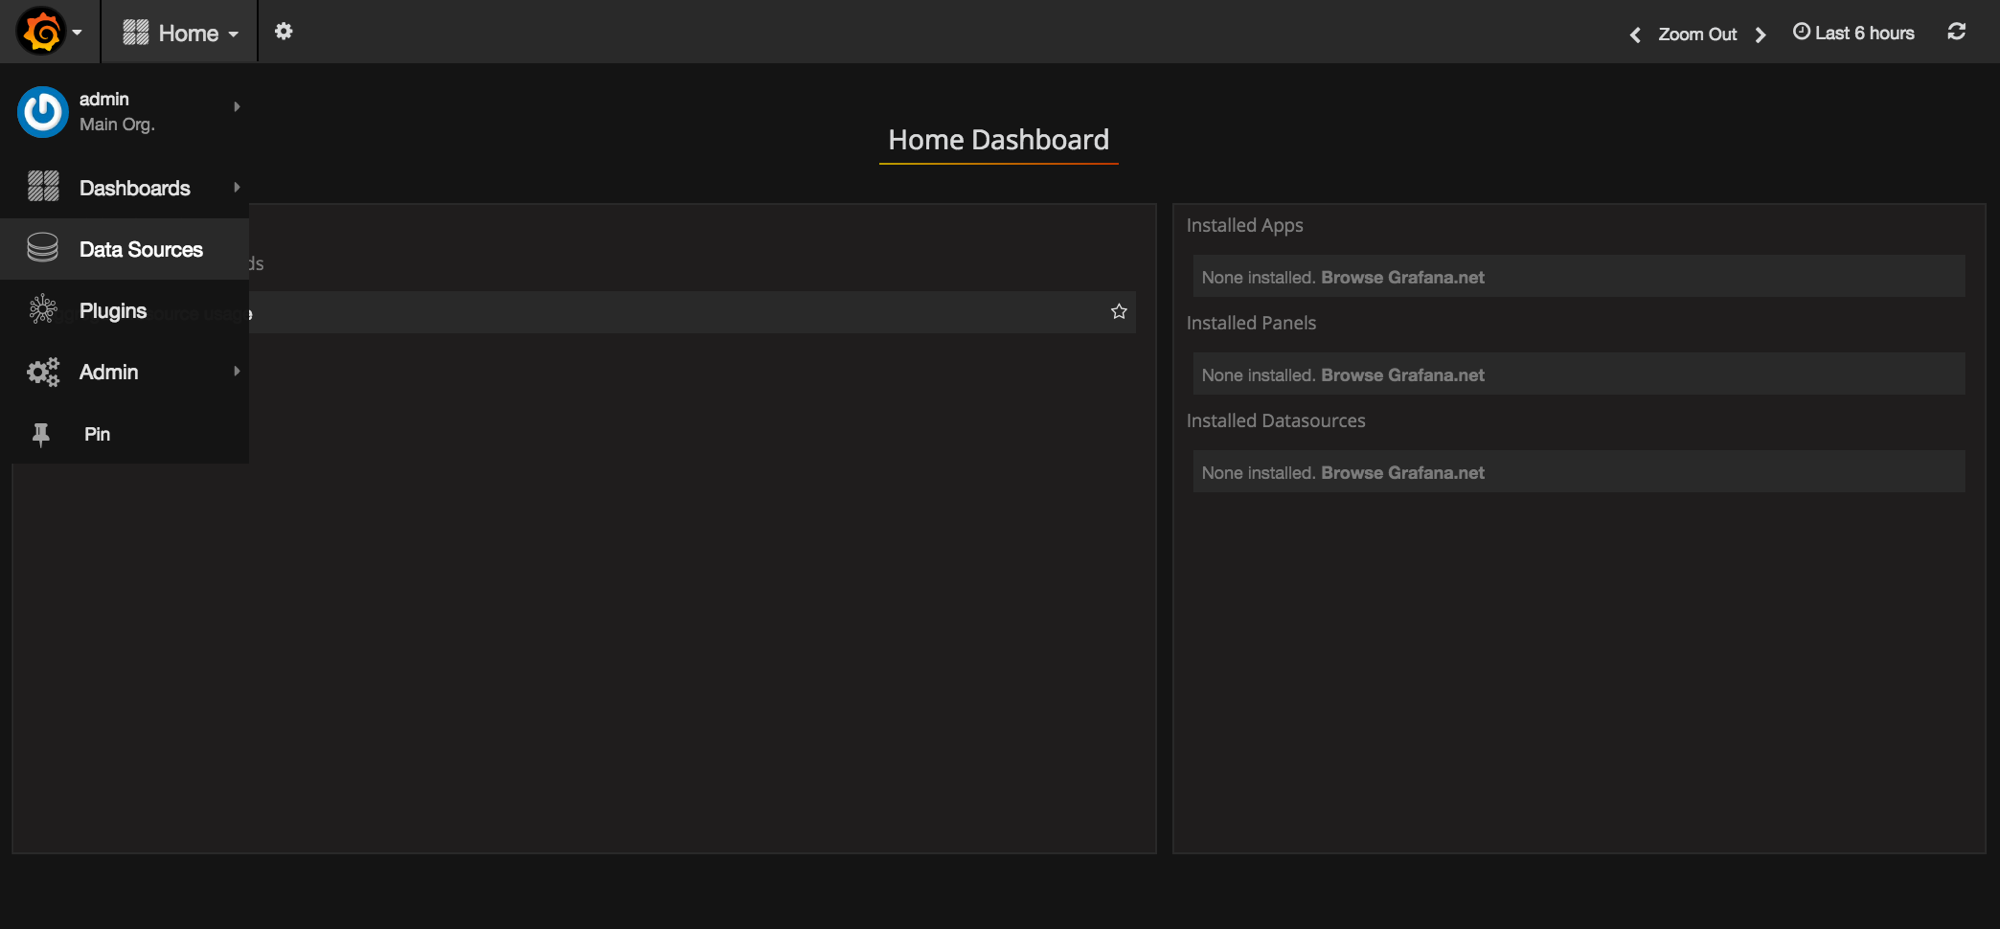 Home
Zoom Out
Last 6 hours
admin
Main Org.
Dashboards
Data Sources
Plugins
Admin
Pin
Home Dashboard
ds
usage
Installed Apps
None installed. Browse Grafana.net
Installed Panels
None installed. Browse Grafana.net
Installed Datasources
None installed. Browse Grafana.net